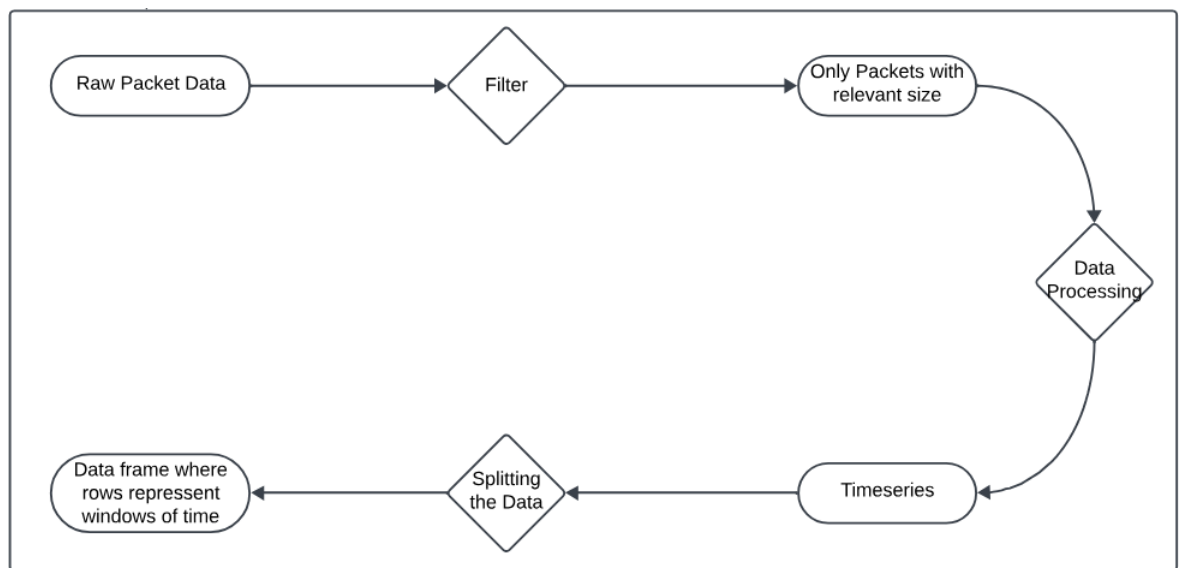 Raw Packet Data
Filter
Only Packets with
relevant size
Data
Processing
Timeseries
Splitting
the Data
Data frame where
rows repressent
windows of time